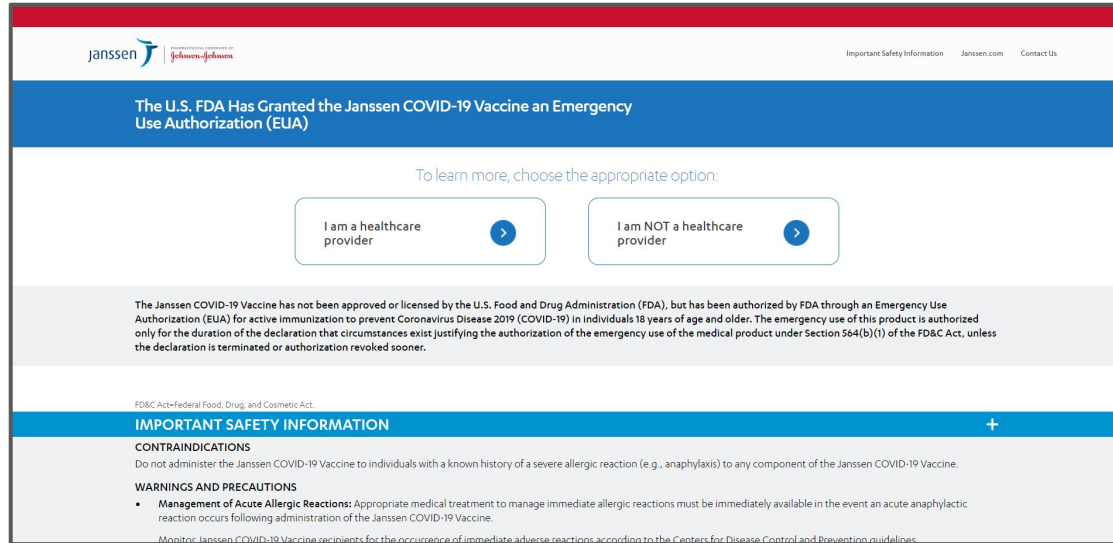 janssen
PHARMACEUTICAL COMPANIES OF
Johnson & Johnson
Important Safety Information Janssen.com Contact Us
The U.S. FDA Has Granted the Janssen COVID-19 Vaccine an Emergency
Use Authorization (EUA)
To learn more, choose the appropriate option:
I am a healthcare
provider
I am NOT a healthcare
provider
The Janssen COVID-19 Vaccine has not been approved or licensed by the U.S. Food and Drug Administration (FDA), but has been authorized by FDA through an Emergency Use
Authorization (EUA) for active immunization to prevent Coronavirus Disease 2019 (COVID-19) in individuals 18 years of age and older. The emergency use of this product is authorized
only for the duration of the declaration that circumstances exist justifying the authorization of the emergency use of the medical product under Section 564(b)(1) of the FD&C Act, unless
the declaration is terminated or authorization revoked sooner.
FD&C Act=Federal Food, Drug, and Cosmetic Act.
IMPORTANT SAFETY INFORMATION +
CONTRAINDICATIONS
Do not administer the Janssen COVID-19 Vaccine to individuals with a known history of a severe allergic reaction (e.g., anaphylaxis) to any component of the Janssen COVID-19 Vaccine.
WARNINGS AND PRECAUTIONS
• Management of Acute Allergic Reactions: Appropriate medical treatment to manage immediate allergic reactions must be immediately available in the event an acute anaphylactic
reaction occurs following administration of the Janssen COVID-19 Vaccine.
Monitor Janssen COVID-19 Vaccine recipients for the occurrence of immediate adverse reactions according to the Centers for Disease Control and Prevention guidelines.